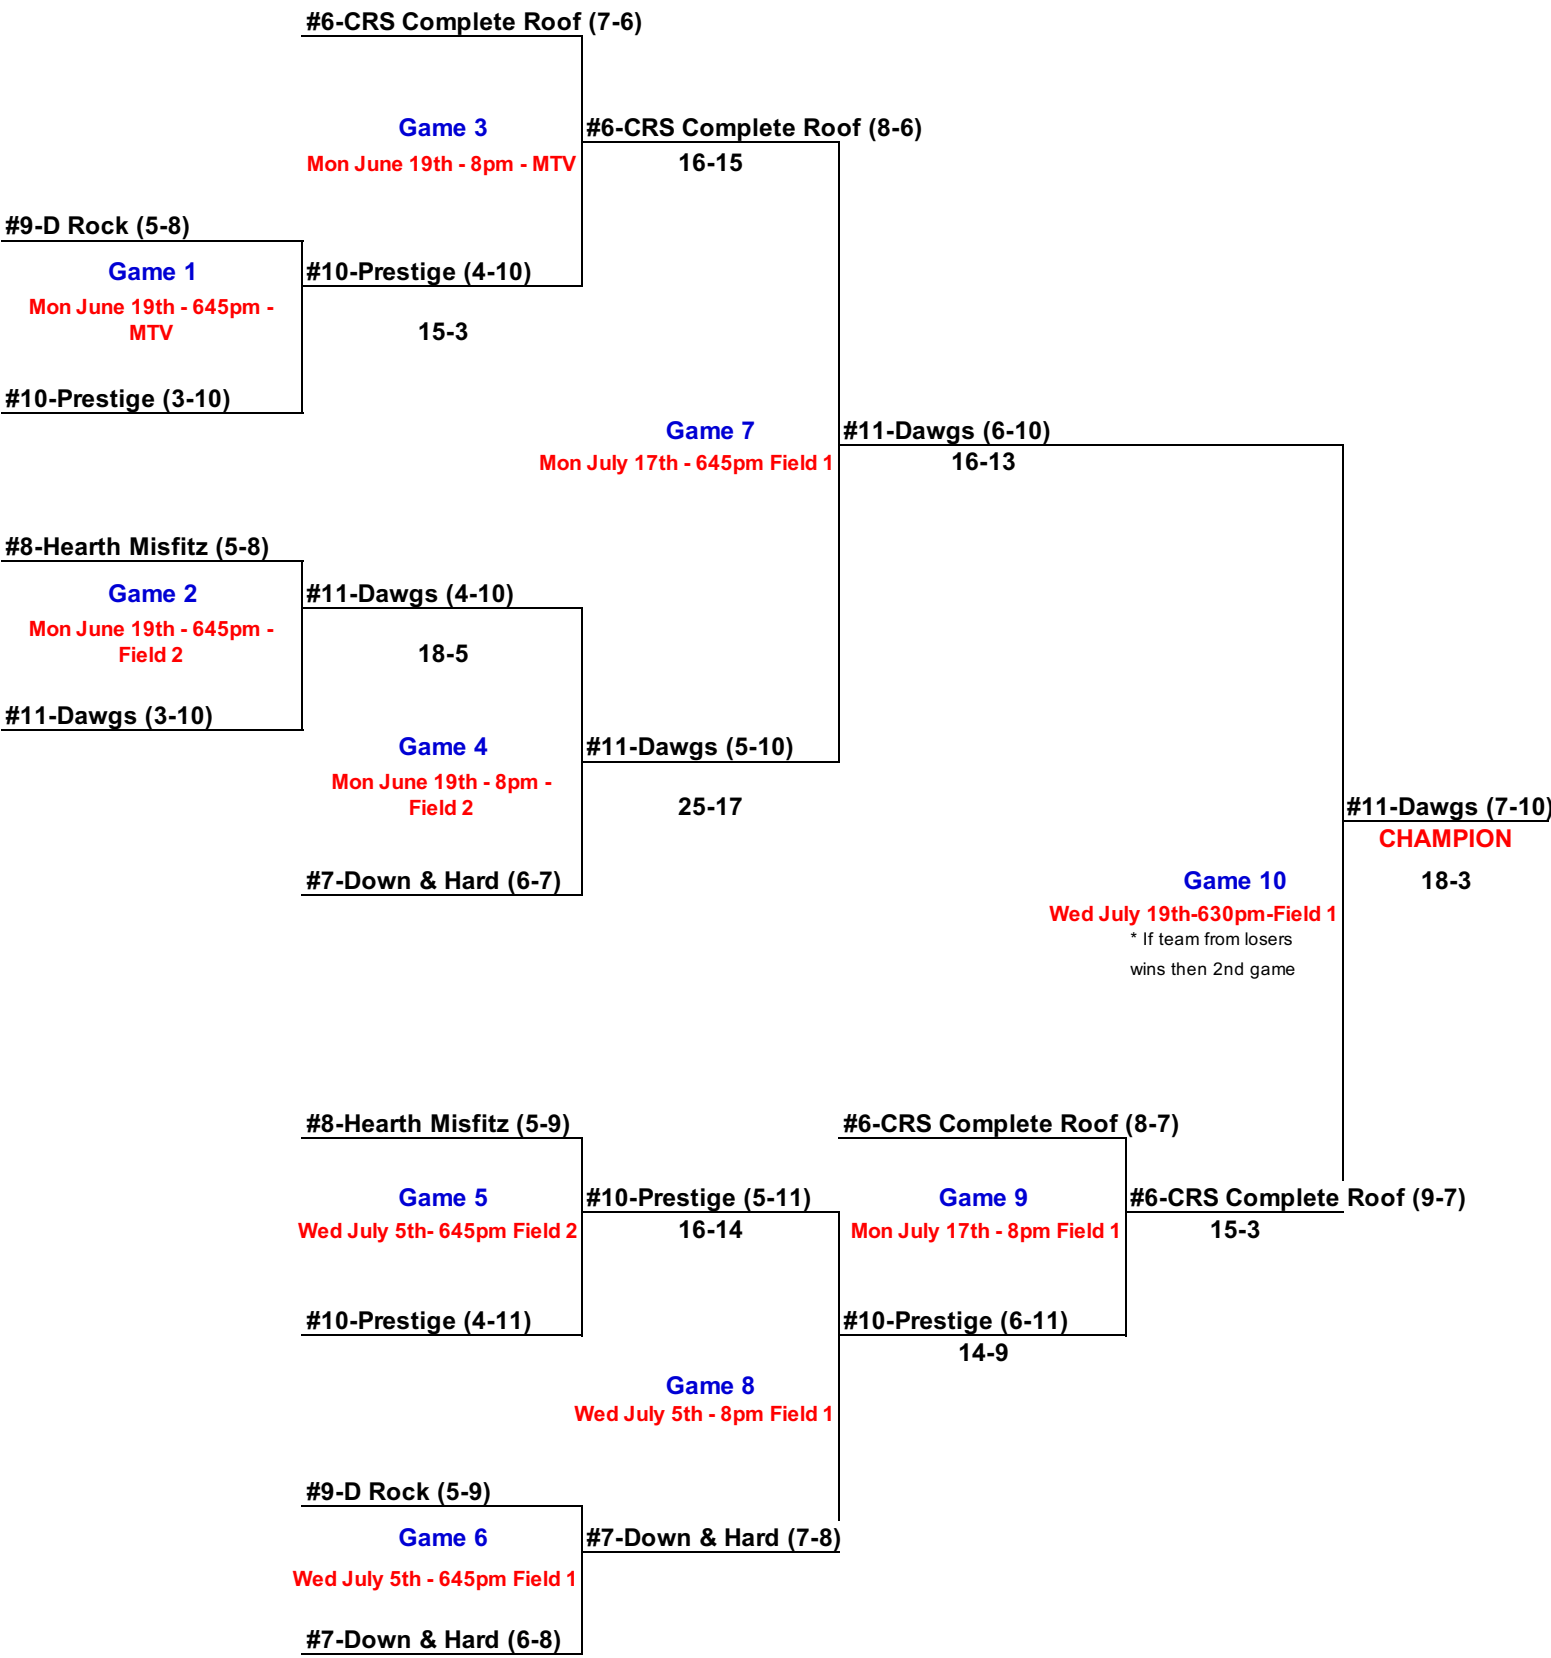 #6-CRS Complete Roof (7-6)
Game 3
#6-CRS Complete Roof (8-6)
Mon June 19th - 8pm - MTV
16-15
#9-D Rock (5-8)
Game 1
#10-Prestige (4-10)
Mon June 19th - 645pm -
MTV
15-3
#10-Prestige (3-10)
Game 7
#11-Dawgs (6-10)
Mon July 17th - 645pm Field 1
16-13
#8-Hearth Misfitz (5-8)
Game 2
#11-Dawgs (4-10)
Mon June 19th - 645pm -
Field 2
18-5
#11-Dawgs (3-10)
Game 4
#11-Dawgs (5-10)
Mon June 19th - 8pm -
Field 2
25-17
#11-Dawgs (7-10)
CHAMPION
18-3
#7-Down & Hard (6-7)
Game 10
Wed July 19th-630pm-Field 1
* If team from losers
wins then 2nd game
#8-Hearth Misfitz (5-9)
#6-CRS Complete Roof (8-7)
Game 5
#10-Prestige (5-11)
Game 9
#6-CRS Complete Roof (9-7)
Wed July 5th- 645pm Field 2
16-14
Mon July 17th - 8pm Field 1
15-3
#10-Prestige (4-11)
#10-Prestige (6-11)
14-9
Game 8
Wed July 5th - 8pm Field 1
#9-D Rock (5-9)
Game 6
#7-Down & Hard (7-8)
Wed July 5th - 645pm Field 1
#7-Down & Hard (6-8)